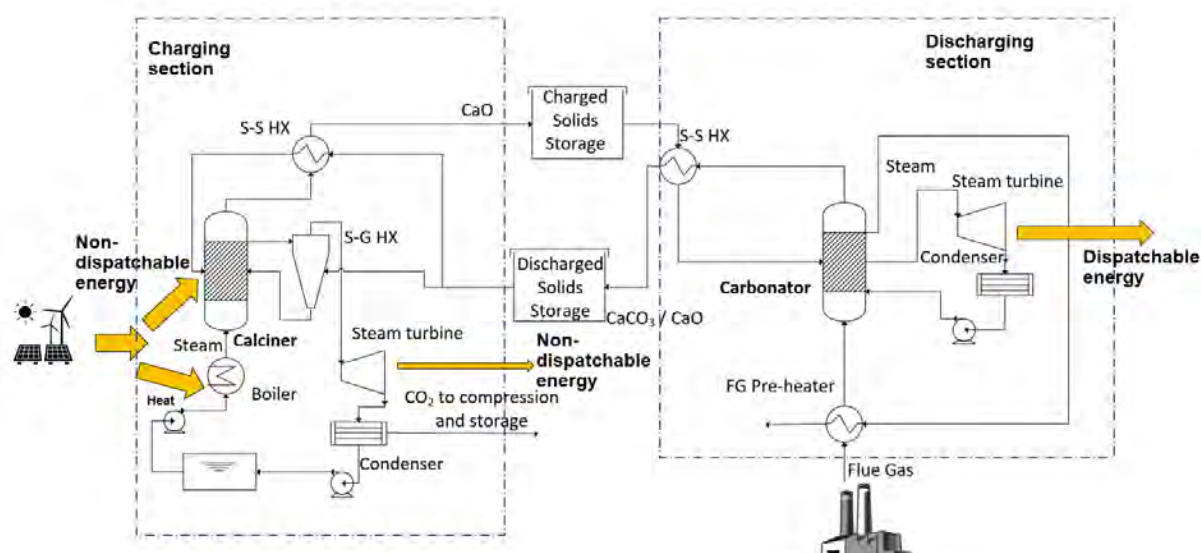 Charging
section
Discharging
section
CaO
Charged
Solids
Storage
S-S HX
S-S HX
Steam
Steam turbine
S-G HX
Non-
dispatchable
energy
Discharged
Solids
Storage
Condenser
Dispatchable
energy
Carbonator
CaCO₃ / CaO
Steam
Calciner
Steam turbine
Non-
dispatchable
energy
Heat
Boiler
CO₂ to compression
and storage
FG Pre-heater
Condenser
Flue Gas